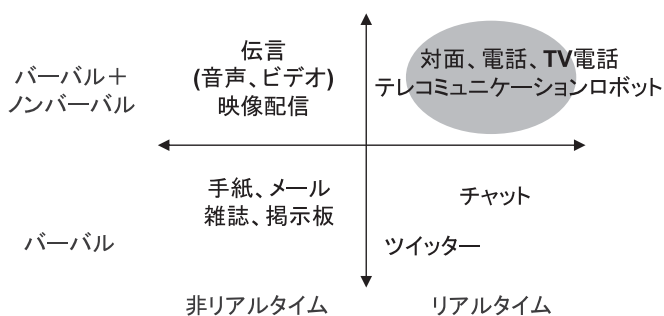 伝言
(音声、ビデオ)
映像配信
対面、電話、TV電話
テレコミュニケーションロボット
バーバル＋
ノンバーバル
手紙、メール
雑誌、掲示板
チャット
ツイッター
バーバル
非リアルタイム
リアルタイム